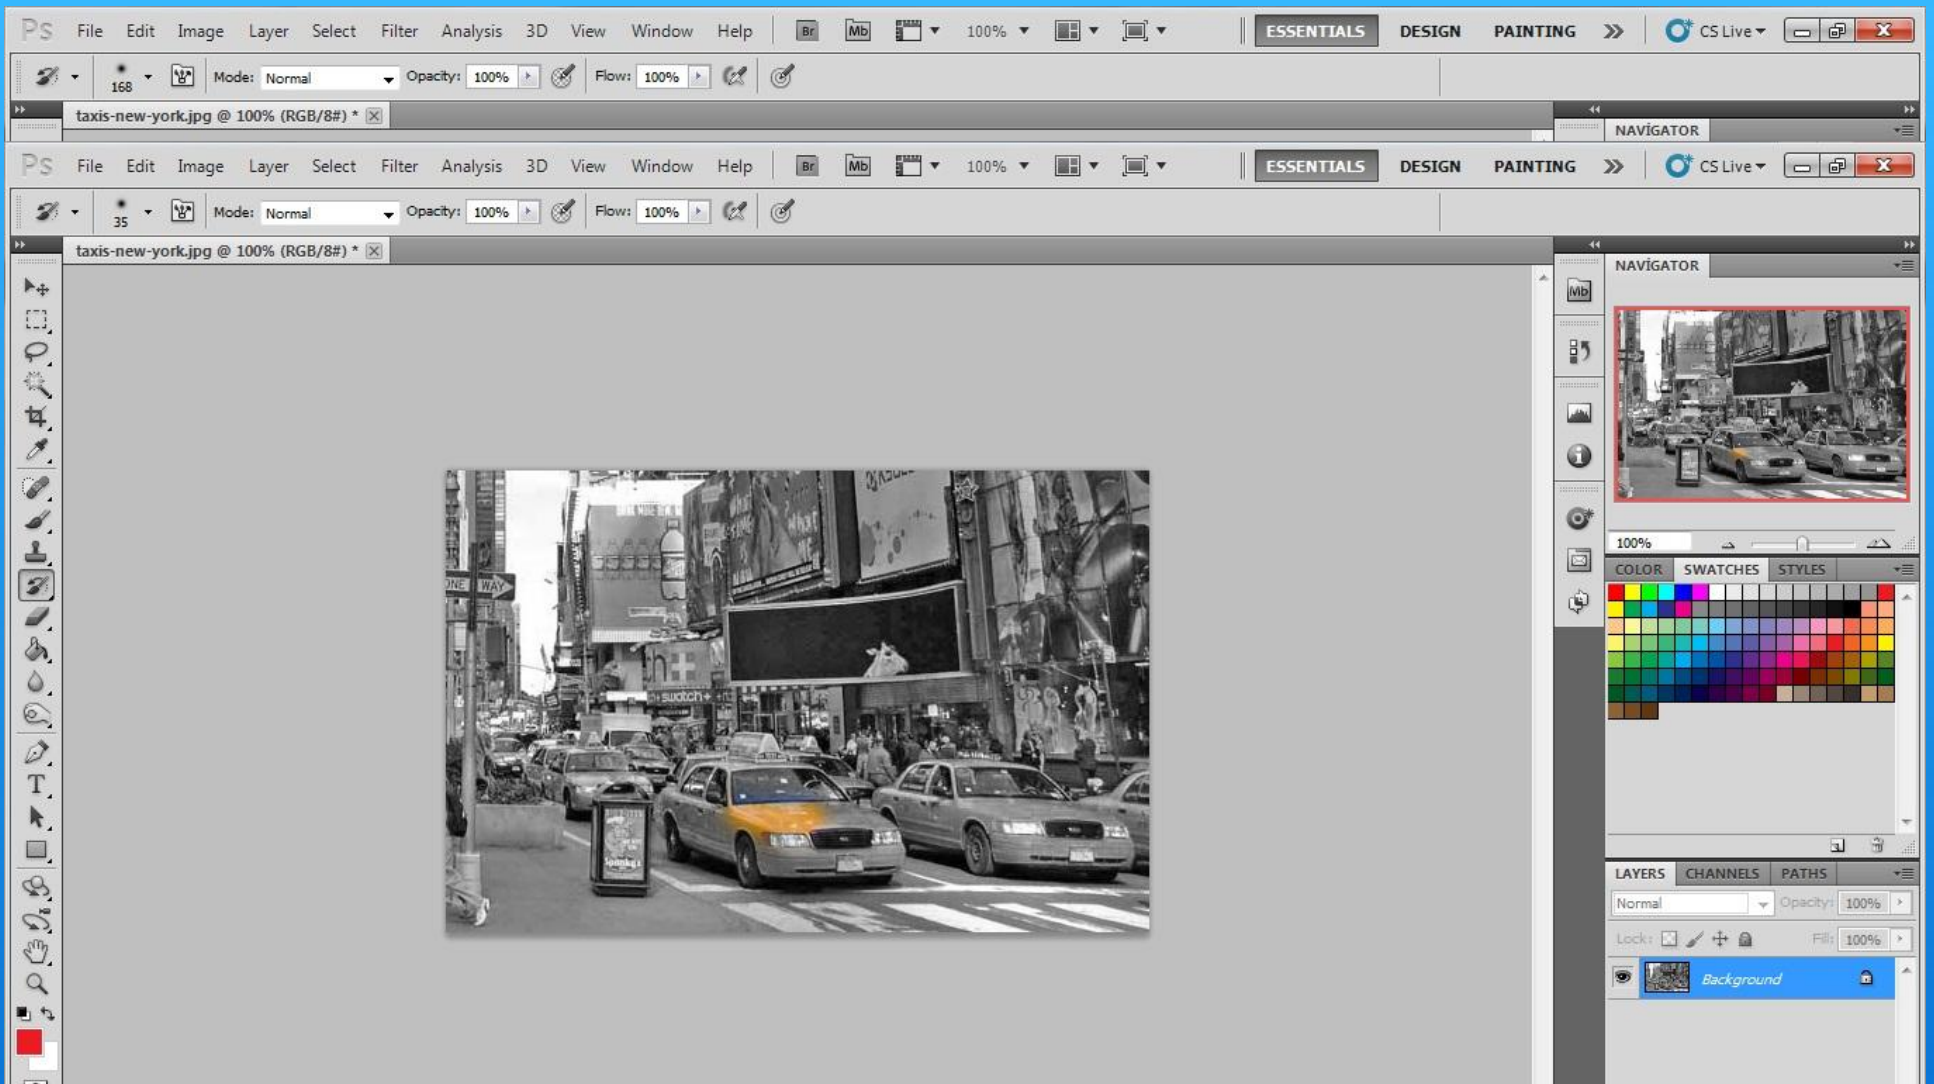 Ps File Edit Image Layer Select Filter Analysis 3D View Window Help Br Mb 100% ESSENTIALS DESIGN PAINTING CS Live
168 Mode: Normal Opacity: 100% Flow: 100%
taxis-new-york.jpg @ 100% (RGB/8#) *
NAVİGATOR
Ps File Edit Image Layer Select Filter Analysis 3D View Window Help Br Mb 100% ESSENTIALS DESIGN PAINTING CS Live
35 Mode: Normal Opacity: 100% Flow: 100%
taxis-new-york.jpg @ 100% (RGB/8#) *
NAVİGATOR
Mb
ONE WAY
swatch+
100%
COLOR SWATCHES STYLES
T
LAYERS CHANNELS PATHS
Normal Opacity: 100%
Lock: Fill: 100%
Background